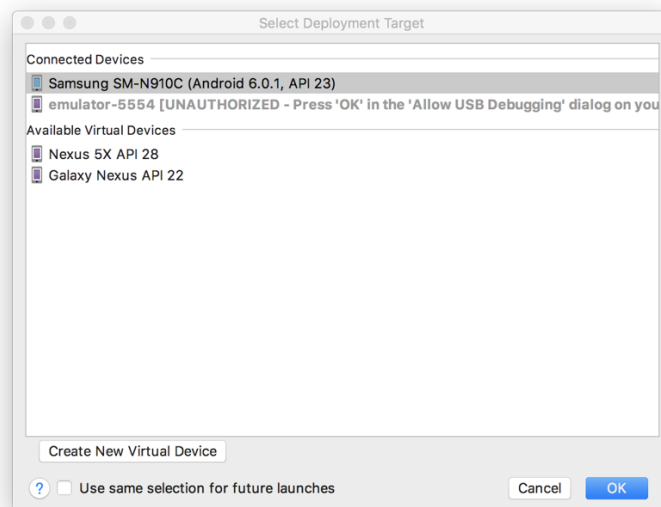 Select Deployment Target
Connected Devices
Samsung SM-N910C (Android 6.0.1, API 23)
emulator-5554 [UNAUTHORIZED - Press 'OK' in the 'Allow USB Debugging' dialog on you
Available Virtual Devices
Nexus 5X API 28
Galaxy Nexus API 22
Create New Virtual Device
? Use same selection for future launches Cancel OK